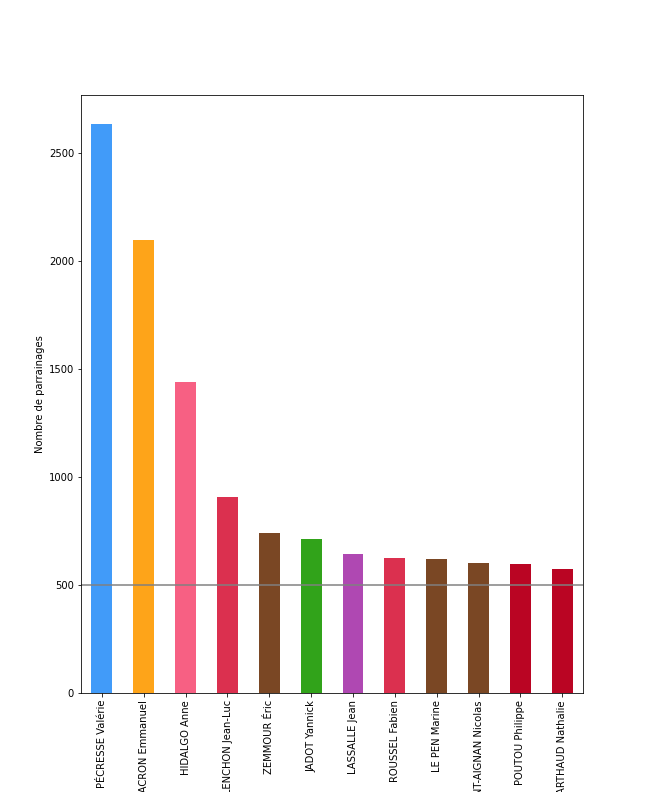 Nombre de parrainages
2500
2000
1500
1000
500
0
PÉCRESSE Valérie
ACRON Emmanuel
HIDALGO Anne
LENCHON Jean-Luc
ZEMMOUR Éric
JADOT Yannick
LASSALLE Jean
ROUSSEL Fabien
LE PEN Marine
NT-AIGNAN Nicolas
POUTOU Philippe
ARTHAUD Nathalie